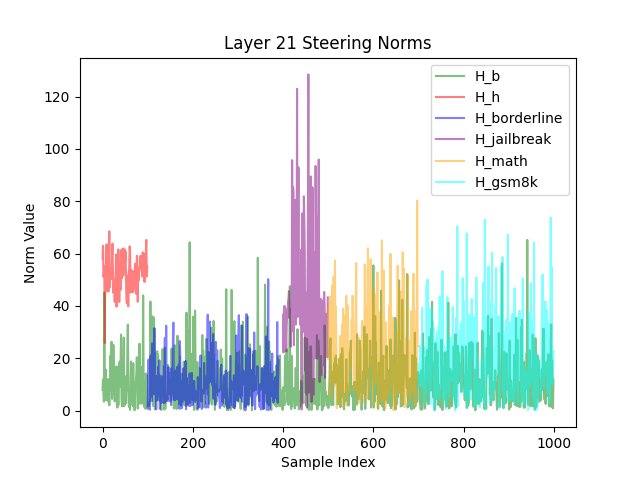 Layer 21 Steering Norms
H_b
H_h
H_borderline
H_jailbreak
H_math
H_gsm8k
Norm Value
120
100
80
60
40
20
0
0 200 400 600 800 1000
Sample Index